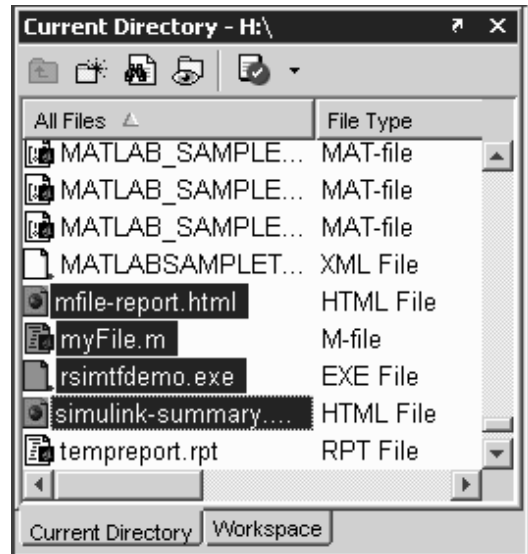 Current Directory - H:\
All Files File Type
MATLAB_SAMPLE... MAT-file
MATLAB_SAMPLE... MAT-file
MATLAB_SAMPLE... MAT-file
MATLABSAMPLET... XML File
mfile-report.html HTML File
myFile.m M-file
rsimtfdemo.exe EXE File
simulink-summary.... HTML File
tempreport.rpt RPT File
Current Directory Workspace